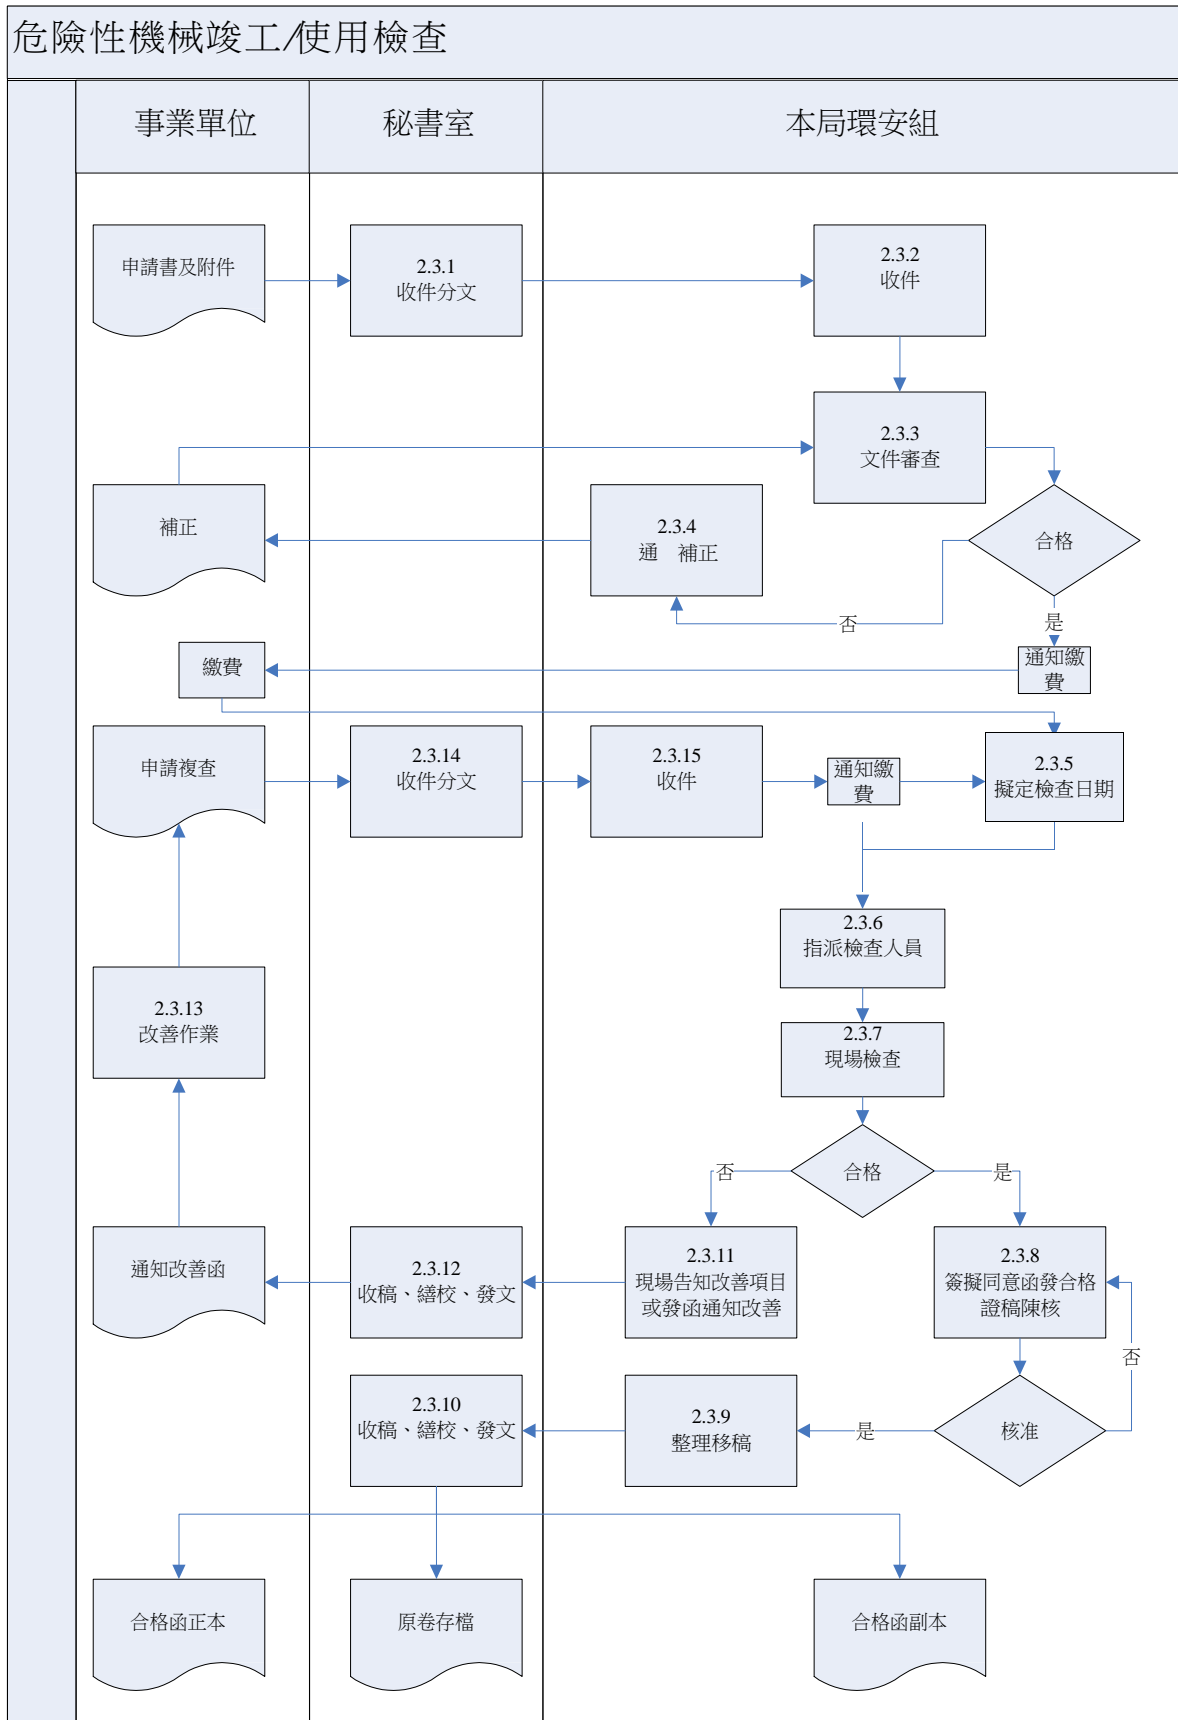 危險性機械竣工/使用檢查
事業單位
秘書室
本局環安組
申請書及附件
2.3.1
收件分文
2.3.2
收件
2.3.3
文件審查
補正
2.3.4
通 補正
合格
否
是
繳費
通知繳
費
申請複查
2.3.14
收件分文
2.3.15
收件
通知繳
費
2.3.5
擬定檢查日期
2.3.6
指派檢查人員
2.3.13
改善作業
2.3.7
現場檢查
合格
否
是
通知改善函
2.3.12
收稿、繕校、發文
2.3.11
現場告知改善項目
或發函通知改善
2.3.8
簽擬同意函發合格
證稿陳核
否
2.3.10
收稿、繕校、發文
2.3.9
整理移稿
是
核准
合格函正本
原卷存檔
合格函副本